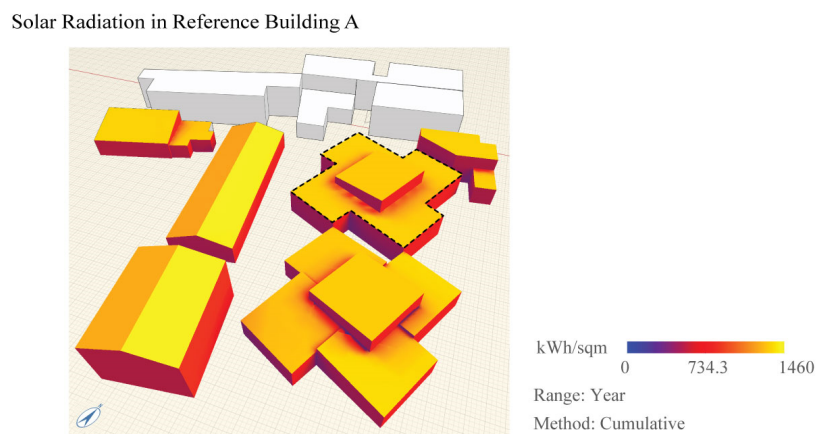 Solar Radiation in Reference Building A
kWh/sqm
0 734.3 1460
Range: Year
Method: Cumulative